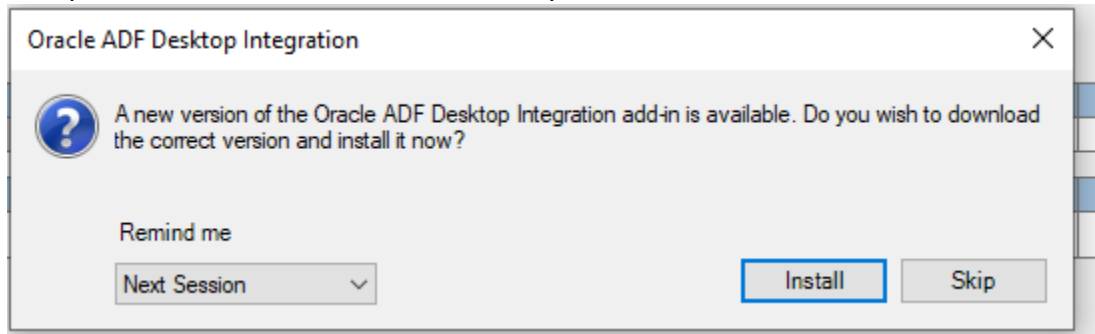 Oracle ADF Desktop Integration
A new version of the Oracle ADF Desktop Integration add-in is available. Do you wish to download
the correct version and install it now?
Remind me
Next Session
Install
Skip